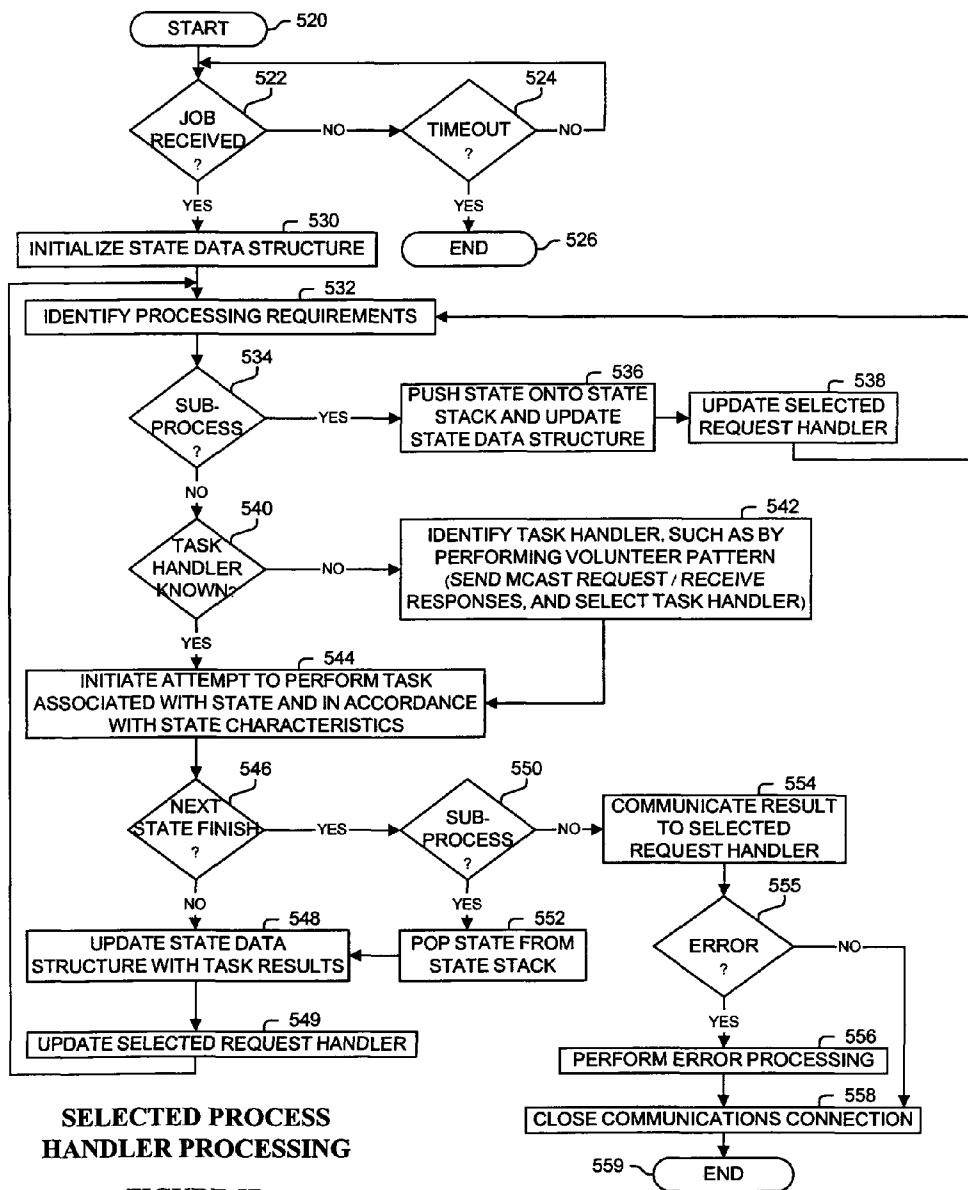 START
520
522
JOB
RECEIVED
?
NO
524
TIMEOUT
?
NO
YES
YES
530
INITIALIZE STATE DATA STRUCTURE
END
526
532
IDENTIFY PROCESSING REQUIREMENTS
534
SUB-
PROCESS
?
YES
536
PUSH STATE ONTO STATE
STACK AND UPDATE
STATE DATA STRUCTURE
538
UPDATE SELECTED
REQUEST HANDLER
NO
540
TASK
HANDLER
KNOWN?
NO
542
IDENTIFY TASK HANDLER, SUCH AS BY
PERFORMING VOLUNTEER PATTERN
(SEND MCAST REQUEST / RECEIVE
RESPONSES, AND SELECT TASK HANDLER)
YES
544
INITIATE ATTEMPT TO PERFORM TASK
ASSOCIATED WITH STATE AND IN ACCORDANCE
WITH STATE CHARACTERISTICS
546
NEXT
STATE FINISH
?
YES
550
SUB-
PROCESS
?
NO
554
COMMUNICATE RESULT
TO SELECTED
REQUEST HANDLER
NO
YES
548
UPDATE STATE DATA
STRUCTURE WITH TASK RESULTS
552
POP STATE FROM
STATE STACK
555
ERROR
?
NO
549
UPDATE SELECTED REQUEST HANDLER
YES
556
PERFORM ERROR PROCESSING
558
CLOSE COMMUNICATIONS CONNECTION
559
END
SELECTED PROCESS
HANDLER PROCESSING